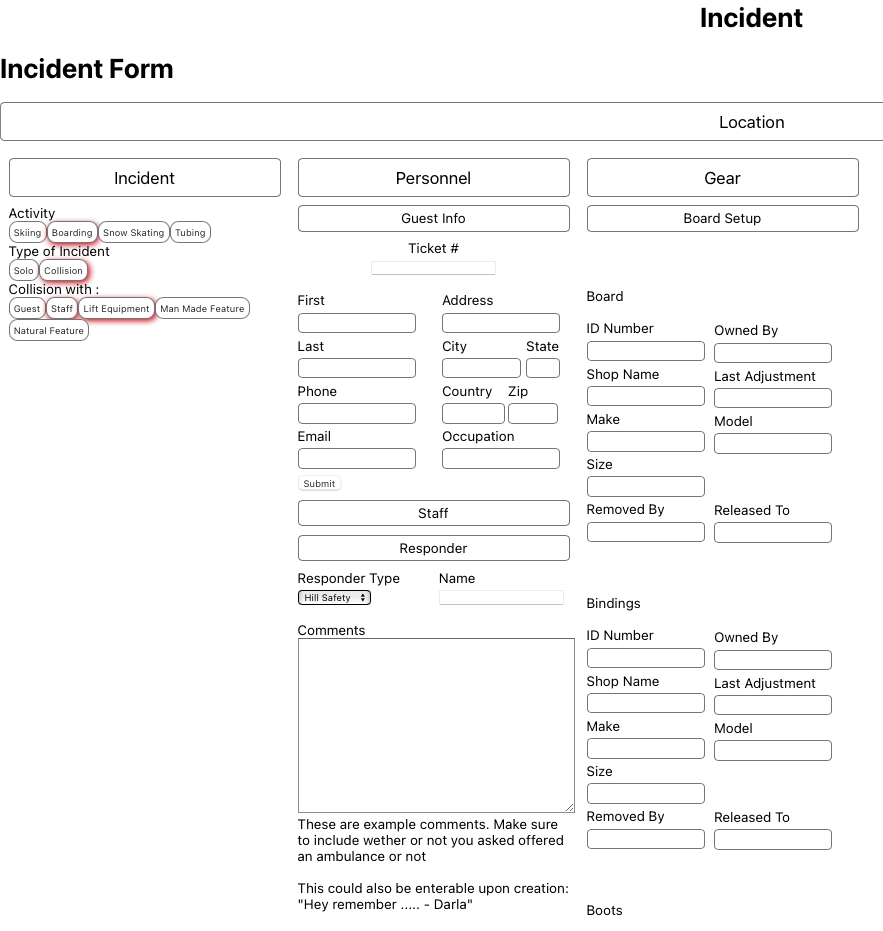 Incident
Incident Form
Location
Incident
Activity
Skiing Boarding Snow Skating Tubing
Type of Incident
Solo Collision
Collision with :
Guest Staff Lift Equipment Man Made Feature
Natural Feature
Personnel
Guest Info
Ticket #
First Address
Last City State
Phone Country Zip
Email Occupation
Submit
Staff
Responder
Responder Type Name
Hill Safety
Comments
These are example comments. Make sure
to include wether or not you asked offered
an ambulance or not
This could also be enterable upon creation:
"Hey remember ..... - Darla"
Gear
Board Setup
Board
ID Number Owned By
Shop Name Last Adjustment
Make Model
Size
Removed By Released To
Bindings
ID Number Owned By
Shop Name Last Adjustment
Make Model
Size
Removed By Released To
Boots